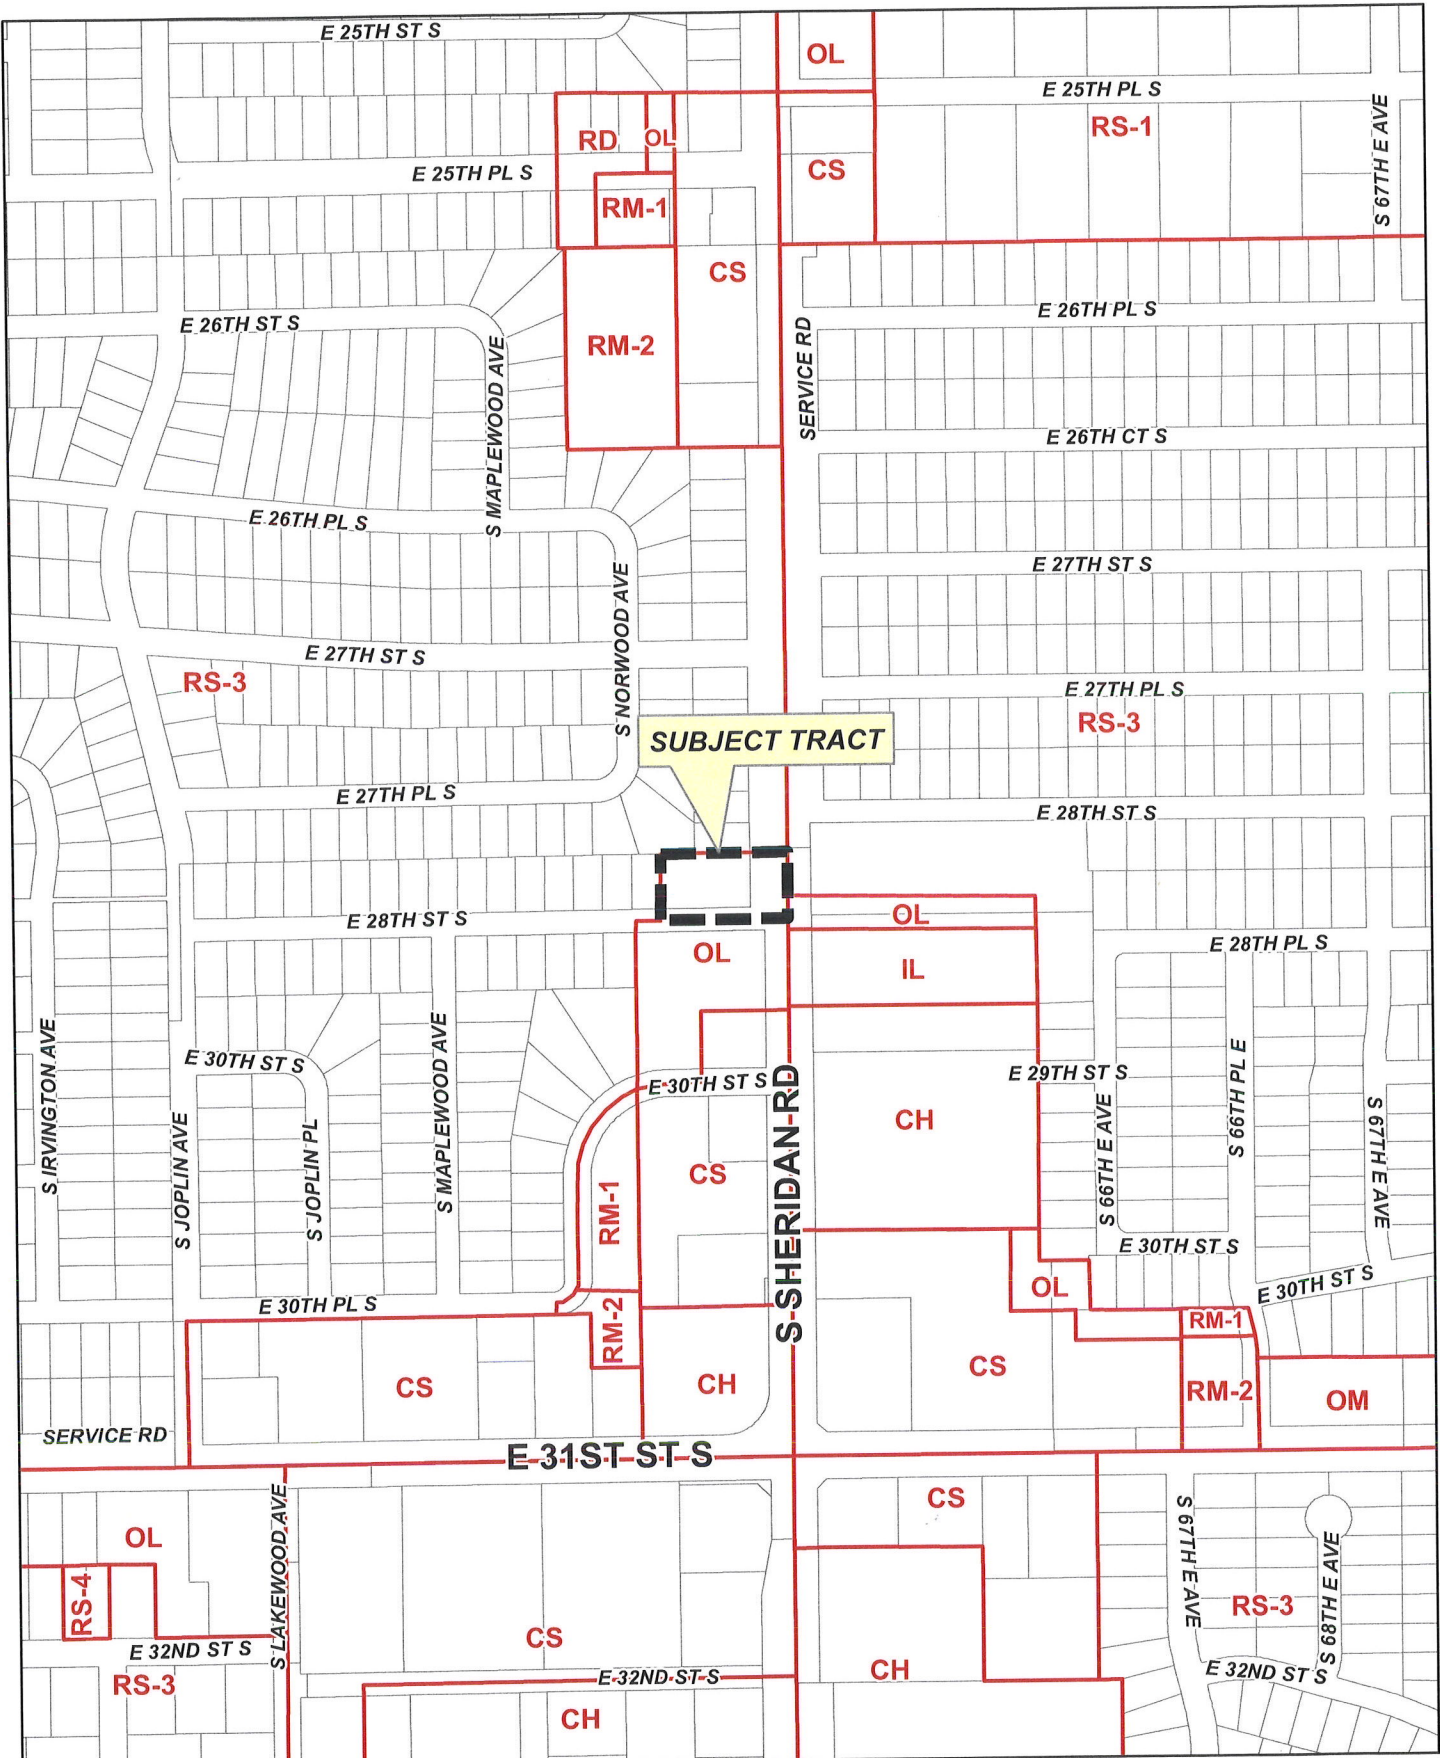 E 25TH ST S
OL
E 25TH PL S
RS-1
S 67TH E AVE
RD
OL
CS
E 25TH PL S
RM-1
CS
E 26TH ST S
E 26TH PL S
RM-2
SERVICE RD
S MAPLEWOOD AVE
E 26TH CT S
E 26TH PL S
E 27TH ST S
S NORWOOD AVE
E 27TH ST S
RS-3
E 27TH PL S
RS-3
SUBJECT TRACT
E 27TH PL S
E 28TH ST S
E 28TH ST S
OL
OL
IL
E 28TH PL S
S IRVINGTON AVE
E 30TH ST S
S JOPLIN AVE
S JOPLIN PL
S MAPLEWOOD AVE
E 30TH ST S
E 29TH ST S
CH
S 66TH E AVE
S 66TH PL E
S 67TH E AVE
CS
RM-1
S SHERIDAN RD
E 30TH ST S
OL
E 30TH ST S
E 30TH PL S
RM-2
RM-1
CS
CH
CS
RM-2
OM
SERVICE RD
E 31ST ST S
CS
OL
S LAKEWOOD AVE
RS-4
S 67TH E AVE
RS-3
S 68TH E AVE
CS
E 32ND ST S
RS-3
E 32ND ST S
CH
E 32ND ST S
CH